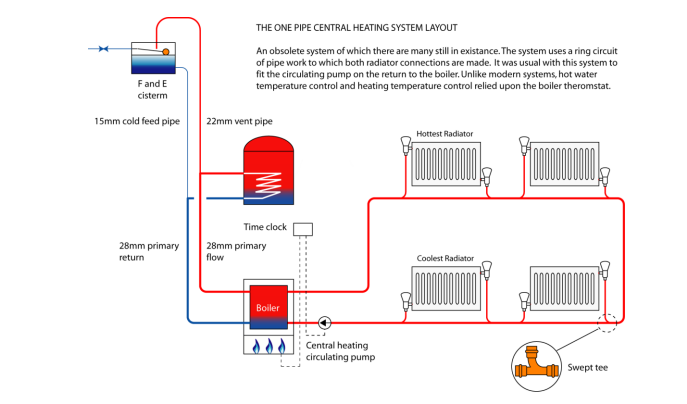 THE ONE PIPE CENTRAL HEATING SYSTEM LAYOUT
An obsolete system of which there are many still in existance. The system uses a ring circuit
of pipe work to which both radiator connections are made. It was usual with this system to
fit the circulating pump on the return to the boiler. Unlike modern systems, hot water
temperature control and heating temperature control relied upon the boiler theromstat.
F and E
cisterm
15mm cold feed pipe
22mm vent pipe
Hottest Radiator
Time clock
28mm primary
return
28mm primary
flow
Coolest Radiator
Boiler
Central heating
circulating pump
Swept tee